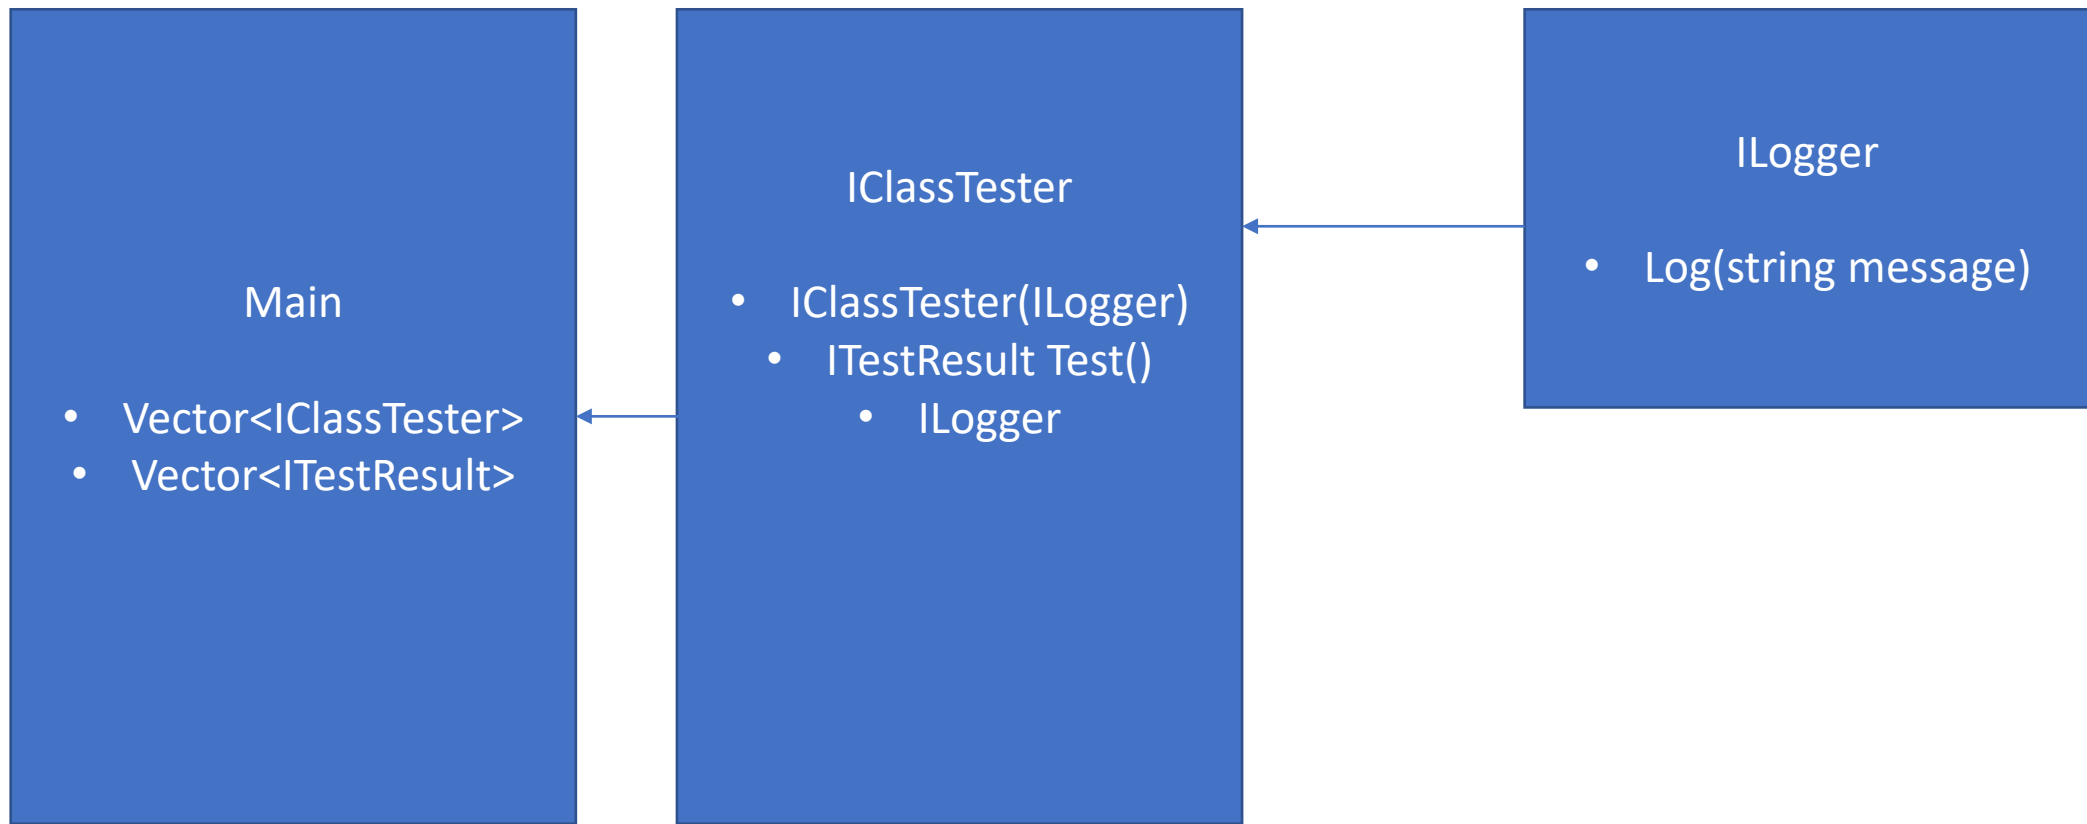 Main
• Vector<IClassTester>
• Vector<ITestResult>
IClassTester
• IClassTester(ILogger)
• ITestResult Test()
• ILogger
ILogger
• Log(string message)